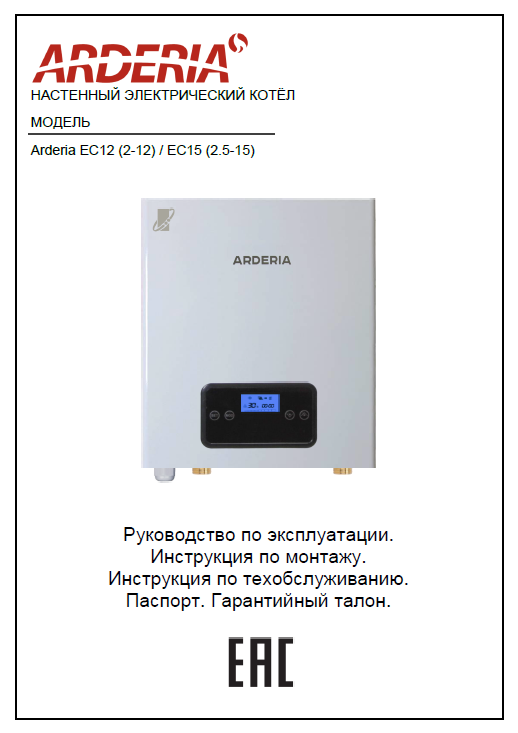 ARDERIA
НАСТЕННЫЙ ЭЛЕКТРИЧЕСКИЙ КОТЁЛ
МОДЕЛЬ
Arderia EC12 (2-12) / EC15 (2.5-15)
ARDERIA
Руководство по эксплуатации.
Инструкция по монтажу.
Инструкция по техобслуживанию.
Паспорт. Гарантийный талон.
EAC